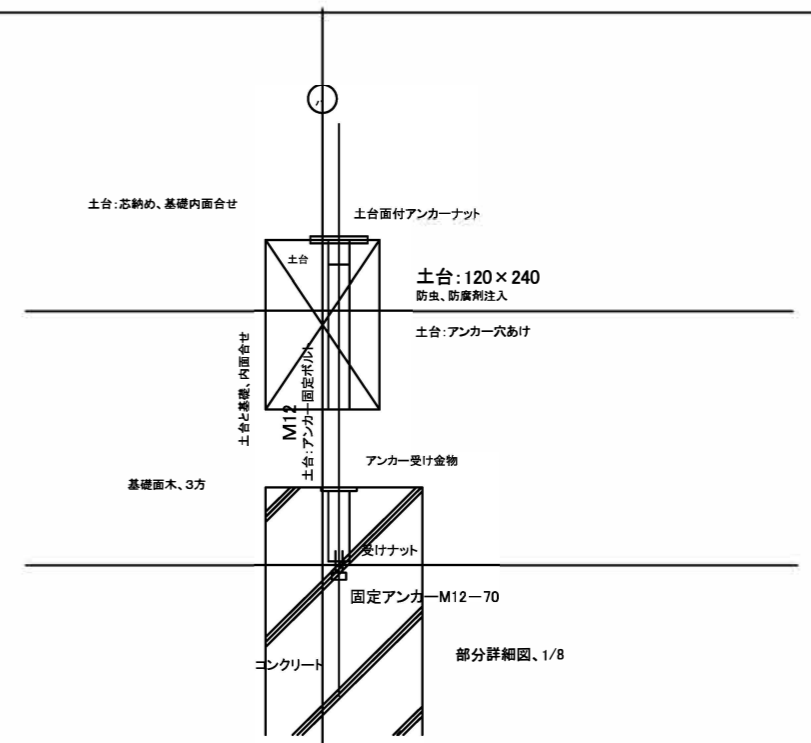 土台:芯納め、基礎内面合せ
土台面付アンカーナット
土台
土台:120×240
防虫、防腐剤注入
土台:アンカー穴あけ
土台と基礎、内面合せ
M12
土台:アンカー固定ボルト
アンカー受け金物
基礎面木、3方
受けナット
固定アンカーM12－70
コンクリート
部分詳細図、1/8